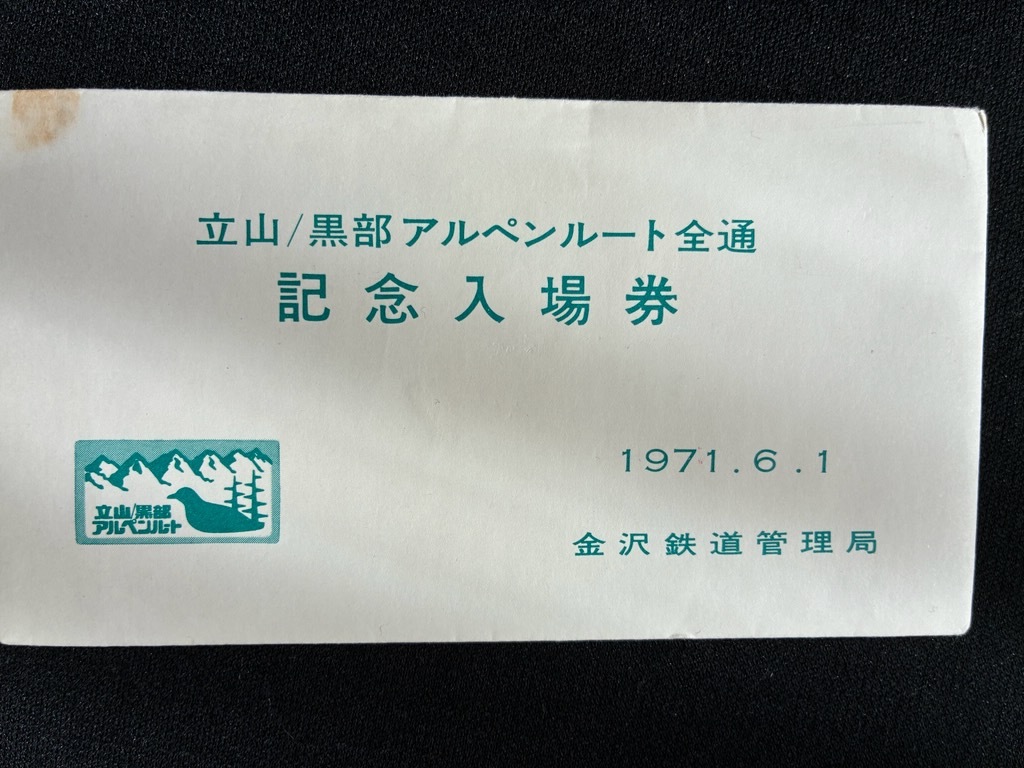 立山/黒部アルペンルート全通
記念入場券
1971.6.1
立山/黒部
アルペンルート
金沢鉄道管理局